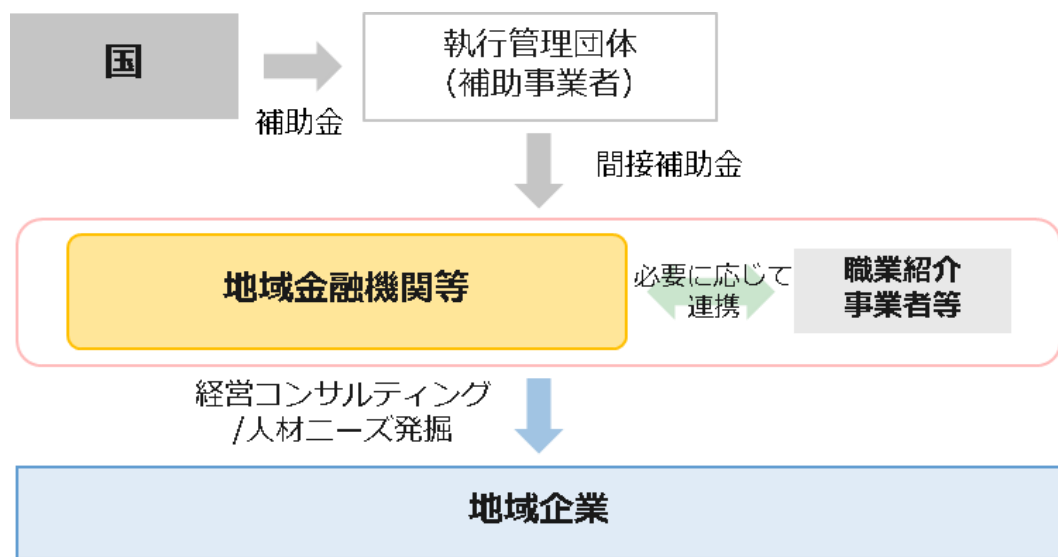 国
補助金
執行管理団体
（補助事業者）
間接補助金
地域金融機関等
必要に応じて
連携
職業紹介
事業者等
経営コンサルティング
/人材ニーズ発掘
地域企業